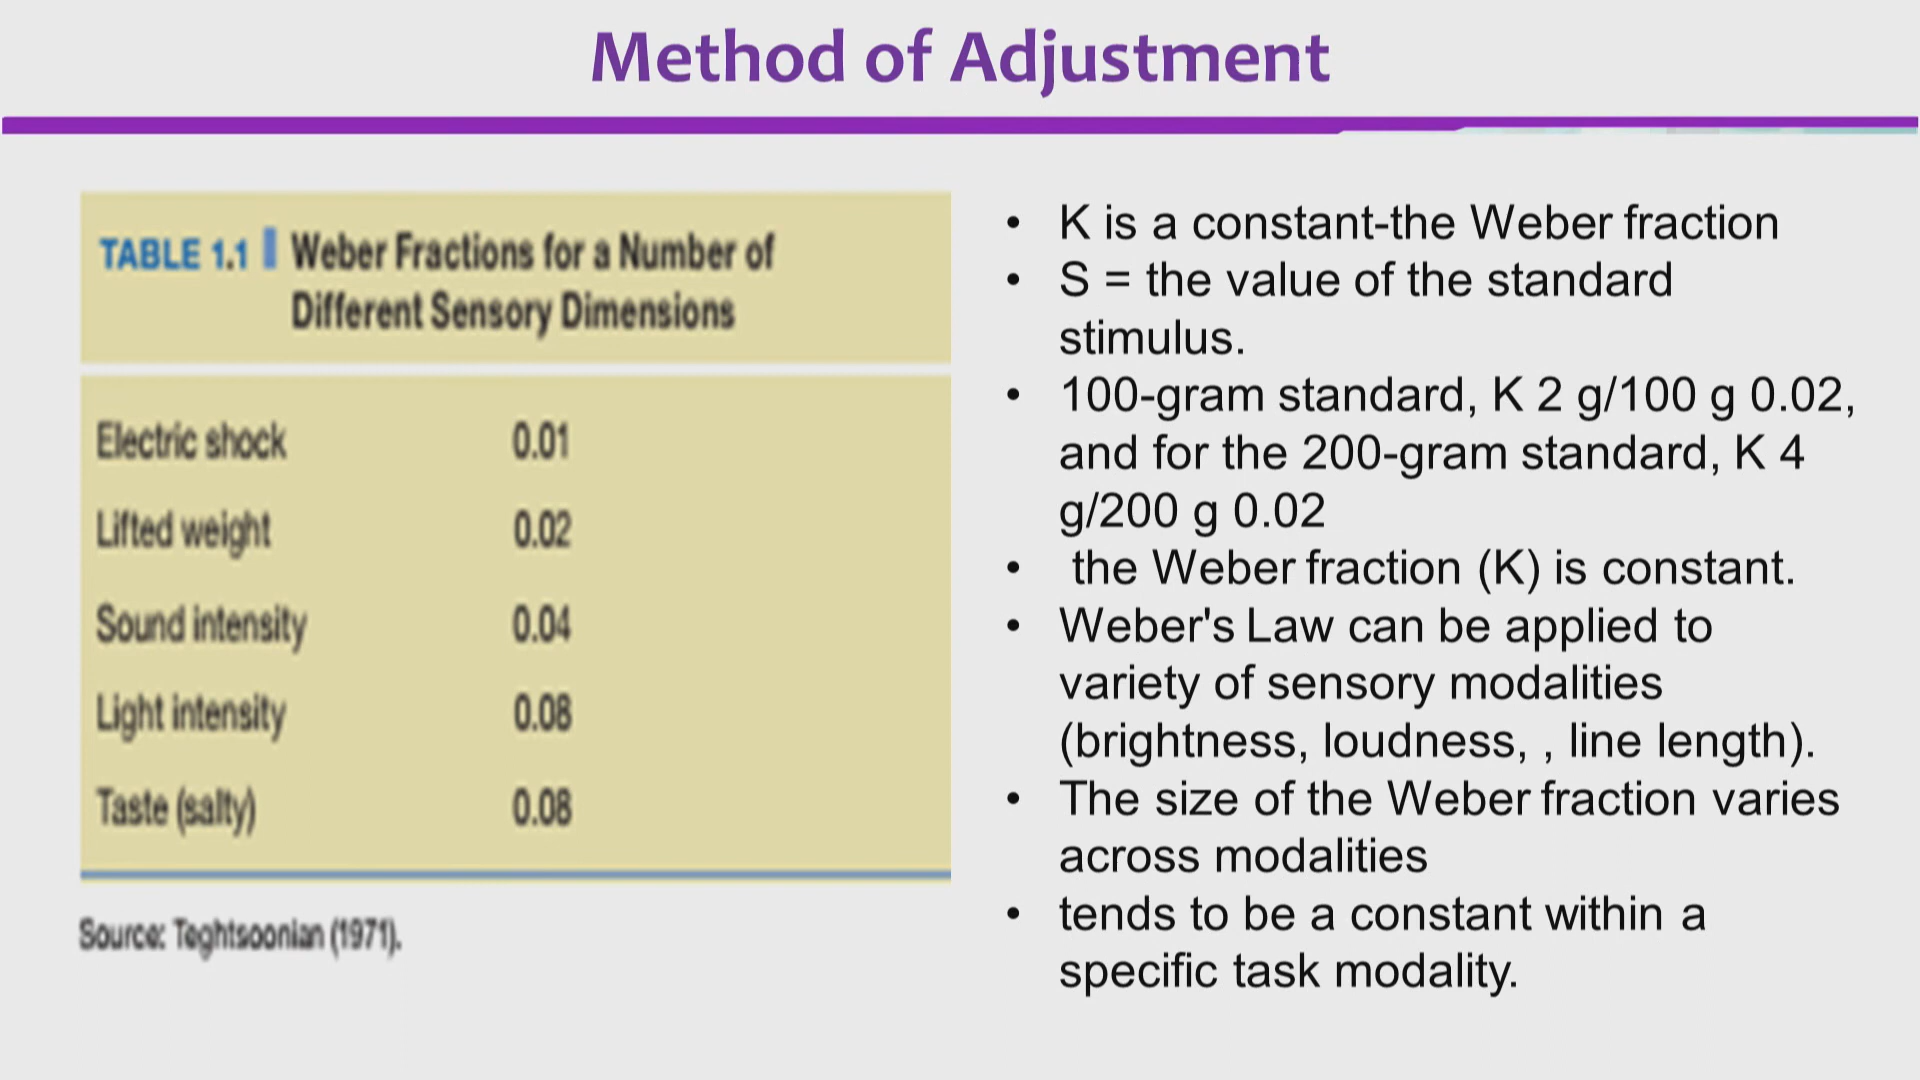 Method of Adjustment
TABLE 1.1 Weber Fractions for a Number of
Different Sensory Dimensions
Electric shock 0.01
Lifted weight 0.02
Sound intensity 0.04
Light intensity 0.08
Taste (salty) 0.08
Source: Teghtsoonian (1971).
• K is a constant-the Weber fraction
• S = the value of the standard
stimulus.
• 100-gram standard, K 2 g/100 g 0.02,
and for the 200-gram standard, K 4
g/200 g 0.02
• the Weber fraction (K) is constant.
• Weber's Law can be applied to
variety of sensory modalities
(brightness, loudness, , line length).
• The size of the Weber fraction varies
across modalities
• tends to be a constant within a
specific task modality.